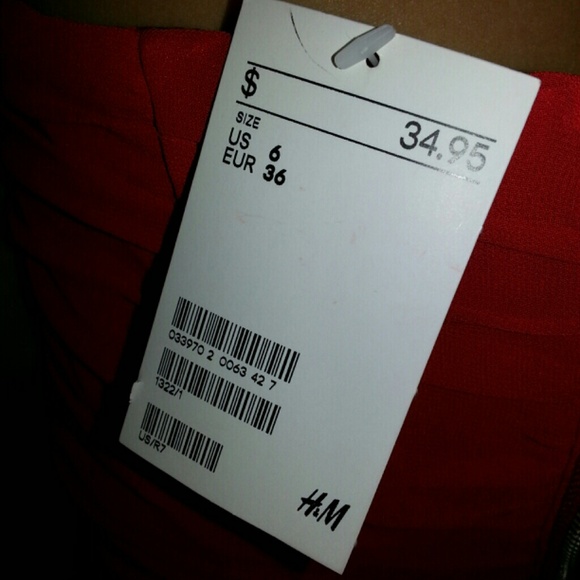 $ 34.95
SIZE
US 6
EUR 36
033970 2 0063 42 7
1322/1
US/R7
H&M